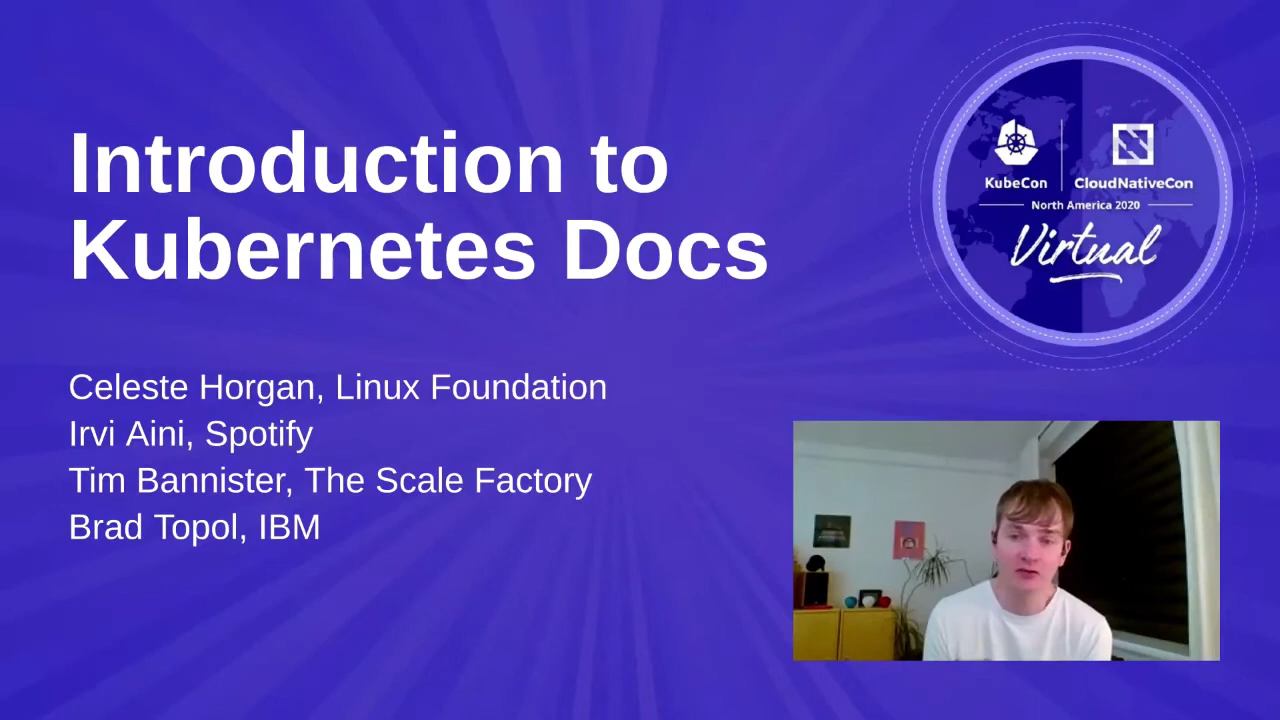 Introduction to
Kubernetes Docs
Celeste Horgan, Linux Foundation
Irvi Aini, Spotify
Tim Bannister, The Scale Factory
Brad Topol, IBM
KubeCon
CloudNativeCon
North America 2020
Virtual